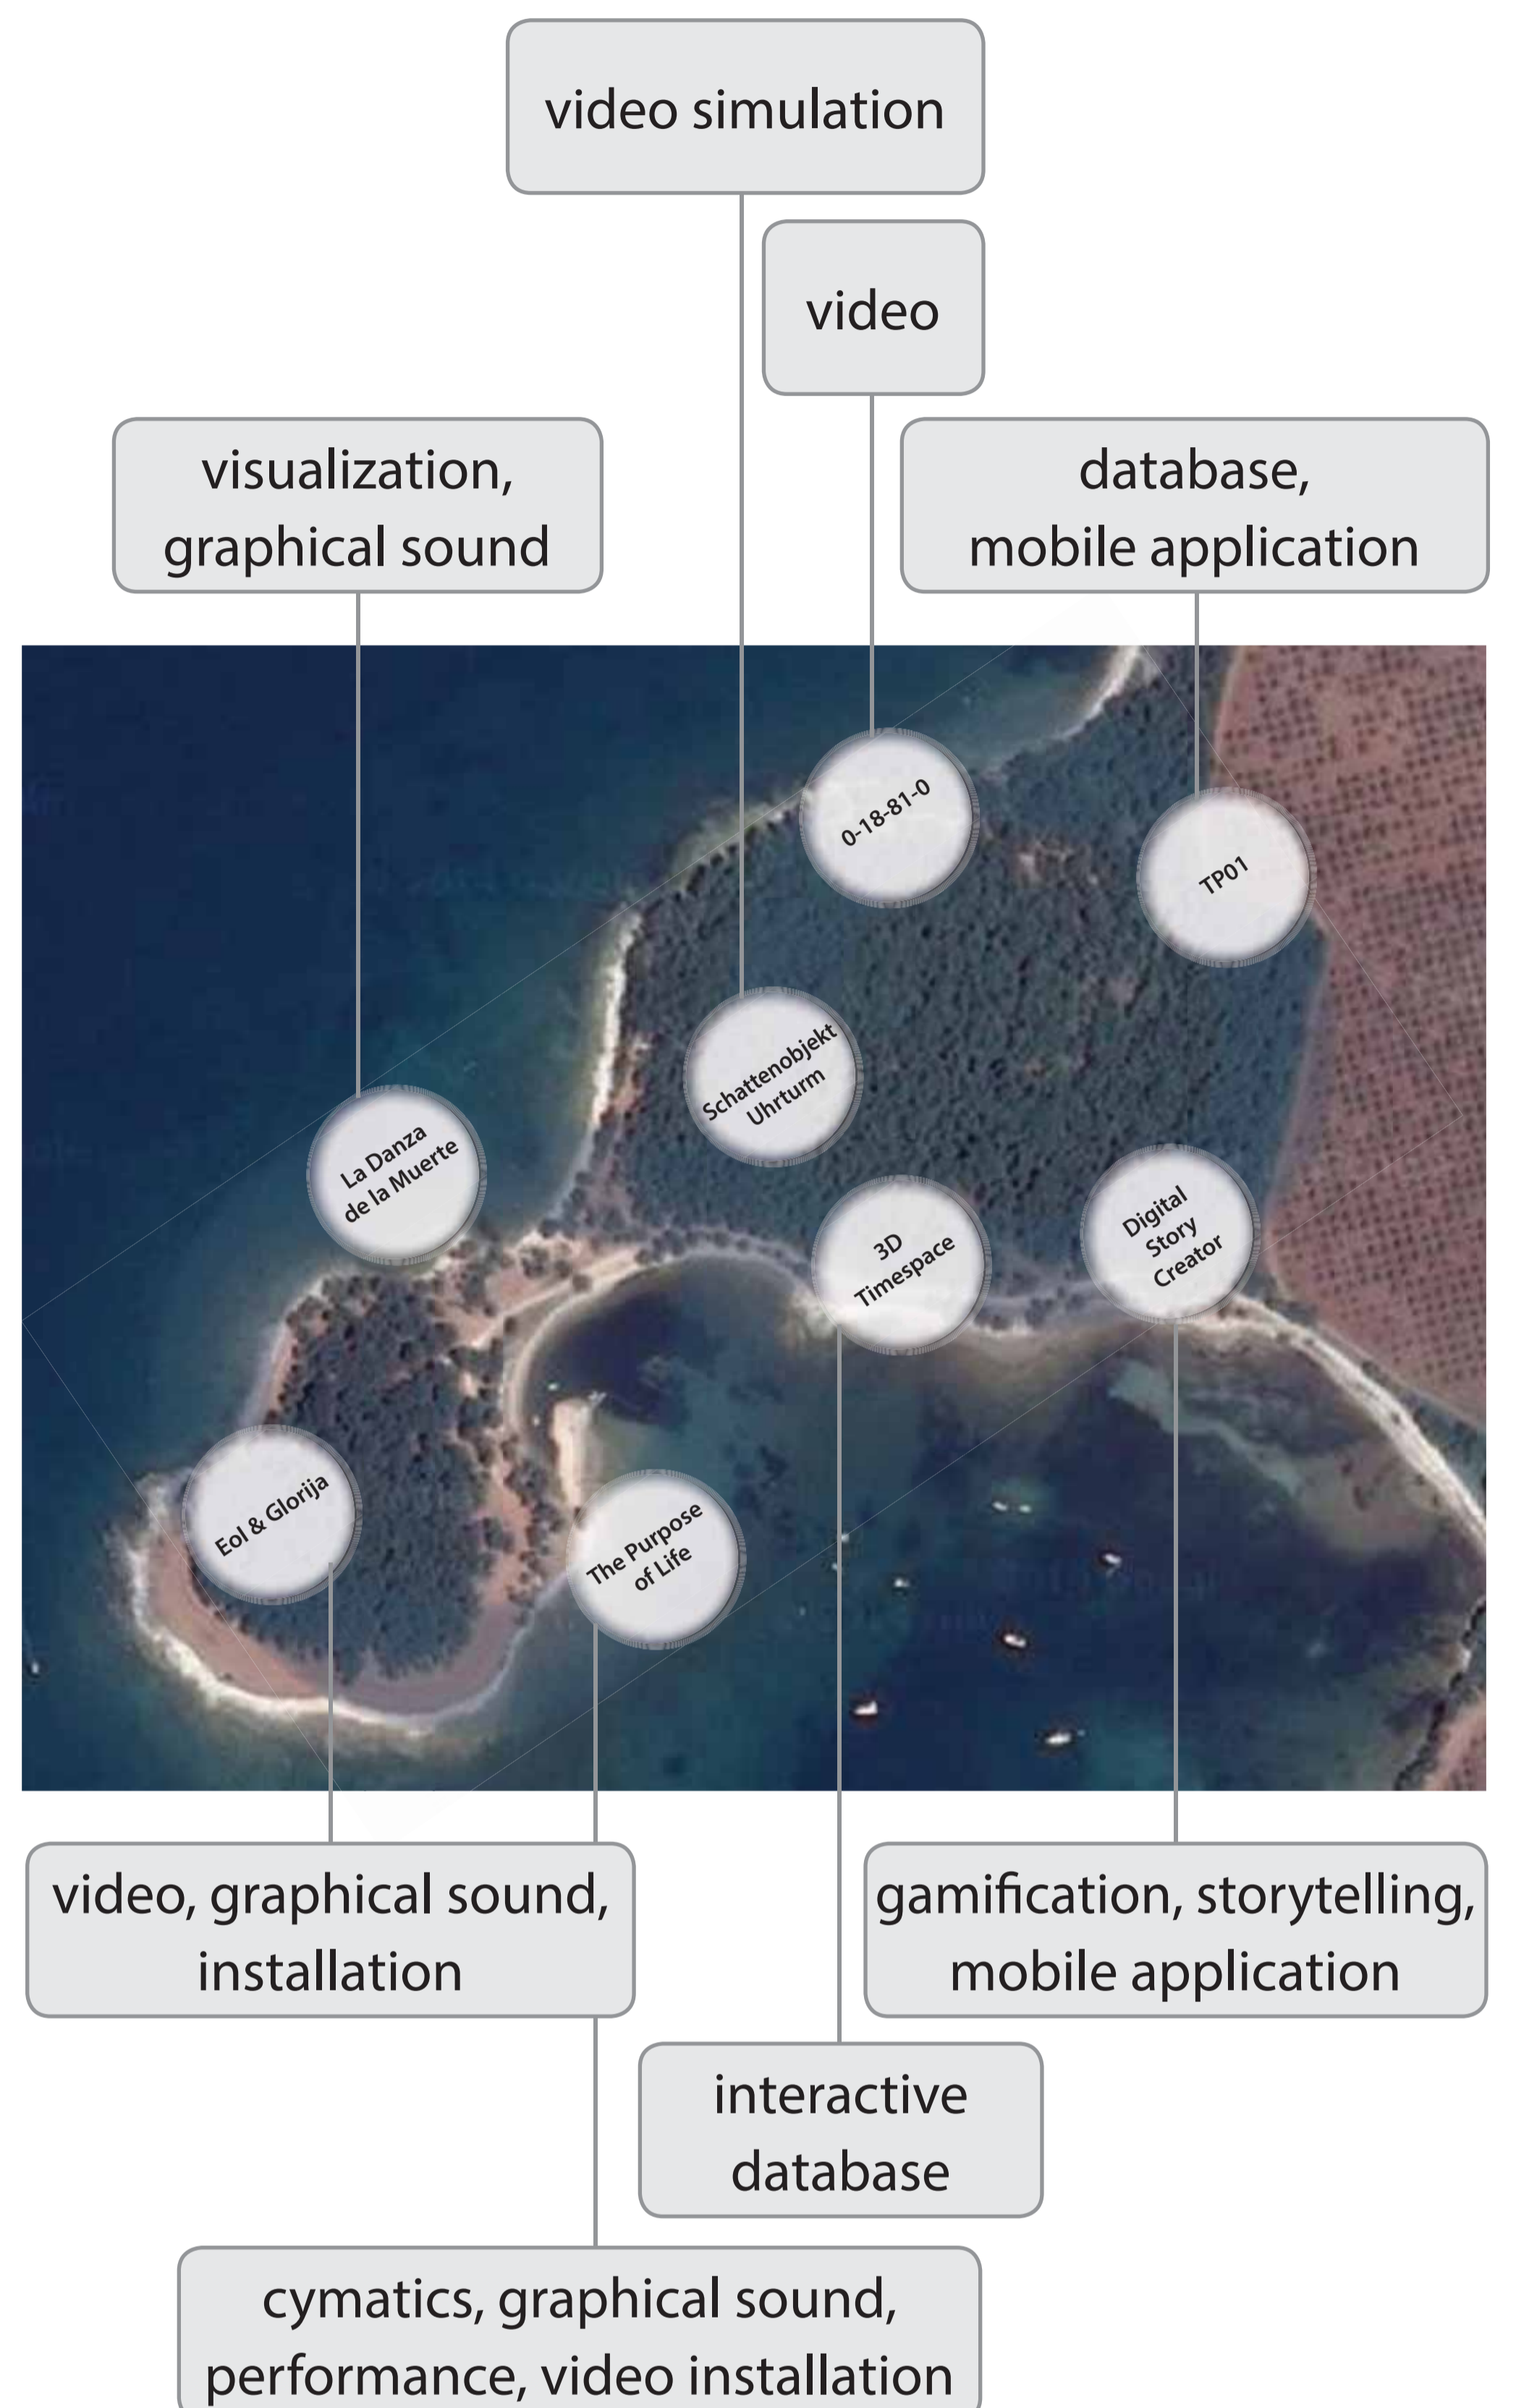 video simulation
video
visualization,
graphical sound
database,
mobile application
0-18-81-0
TP01
Schattenobjekt
Uhrturm
La Danza
de la Muerte
3D
Timespace
Digital
Story
Creator
Eol & Glorija
The Purpose
of Life
video, graphical sound,
installation
gamification, storytelling,
mobile application
interactive
database
cymatics, graphical sound,
performance, video installation